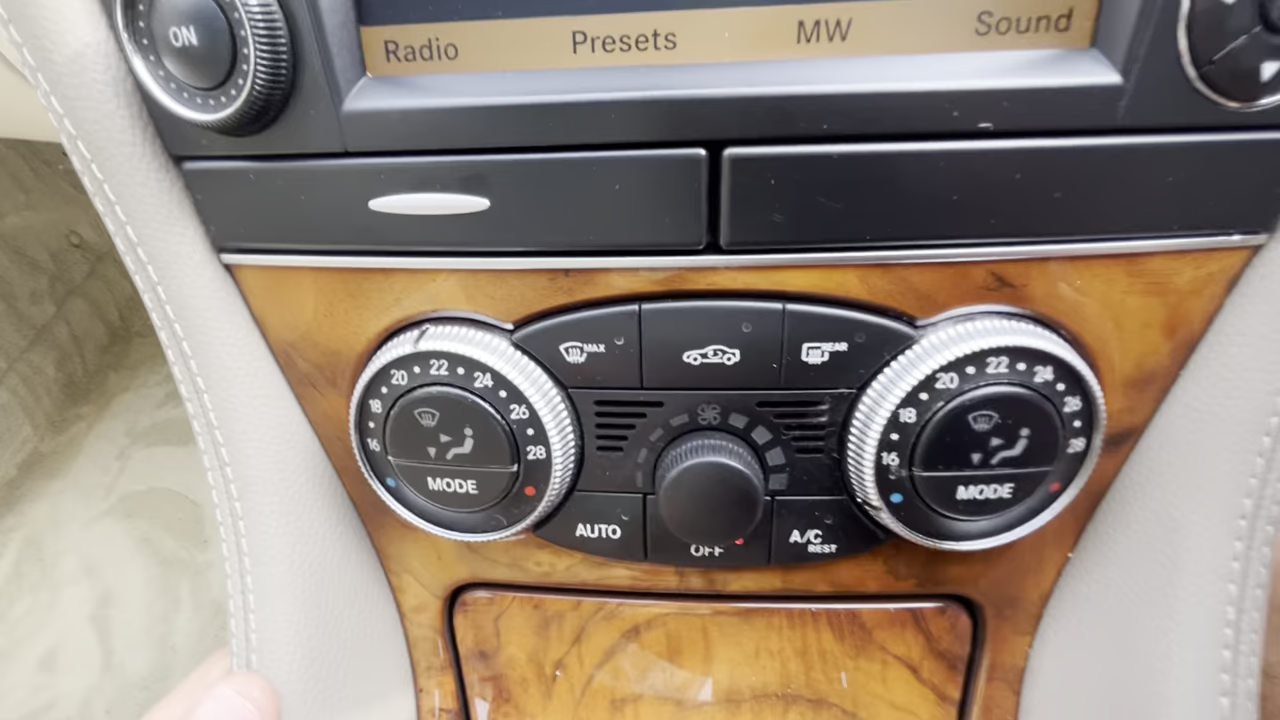 ON
Radio Presets MW Sound
MAX
REAR
16 18 20 22 24 26 28
16 18 20 22 24 26 28
MODE
MODE
AUTO
OFF
A/C
REST